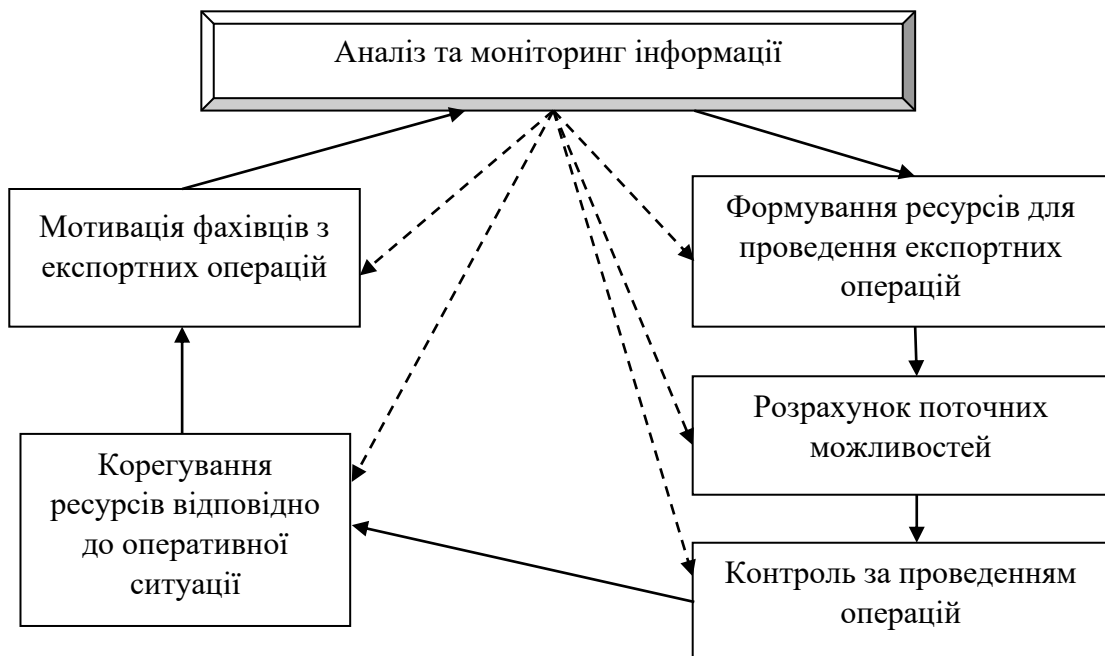 Аналіз та моніторинг інформації
Мотивація фахівців з
експортних операцій
Формування ресурсів для
проведення експортних
операцій
Розрахунок поточних
можливостей
Корегування
ресурсів відповідно
до оперативної
ситуації
Контроль за проведенням
операцій